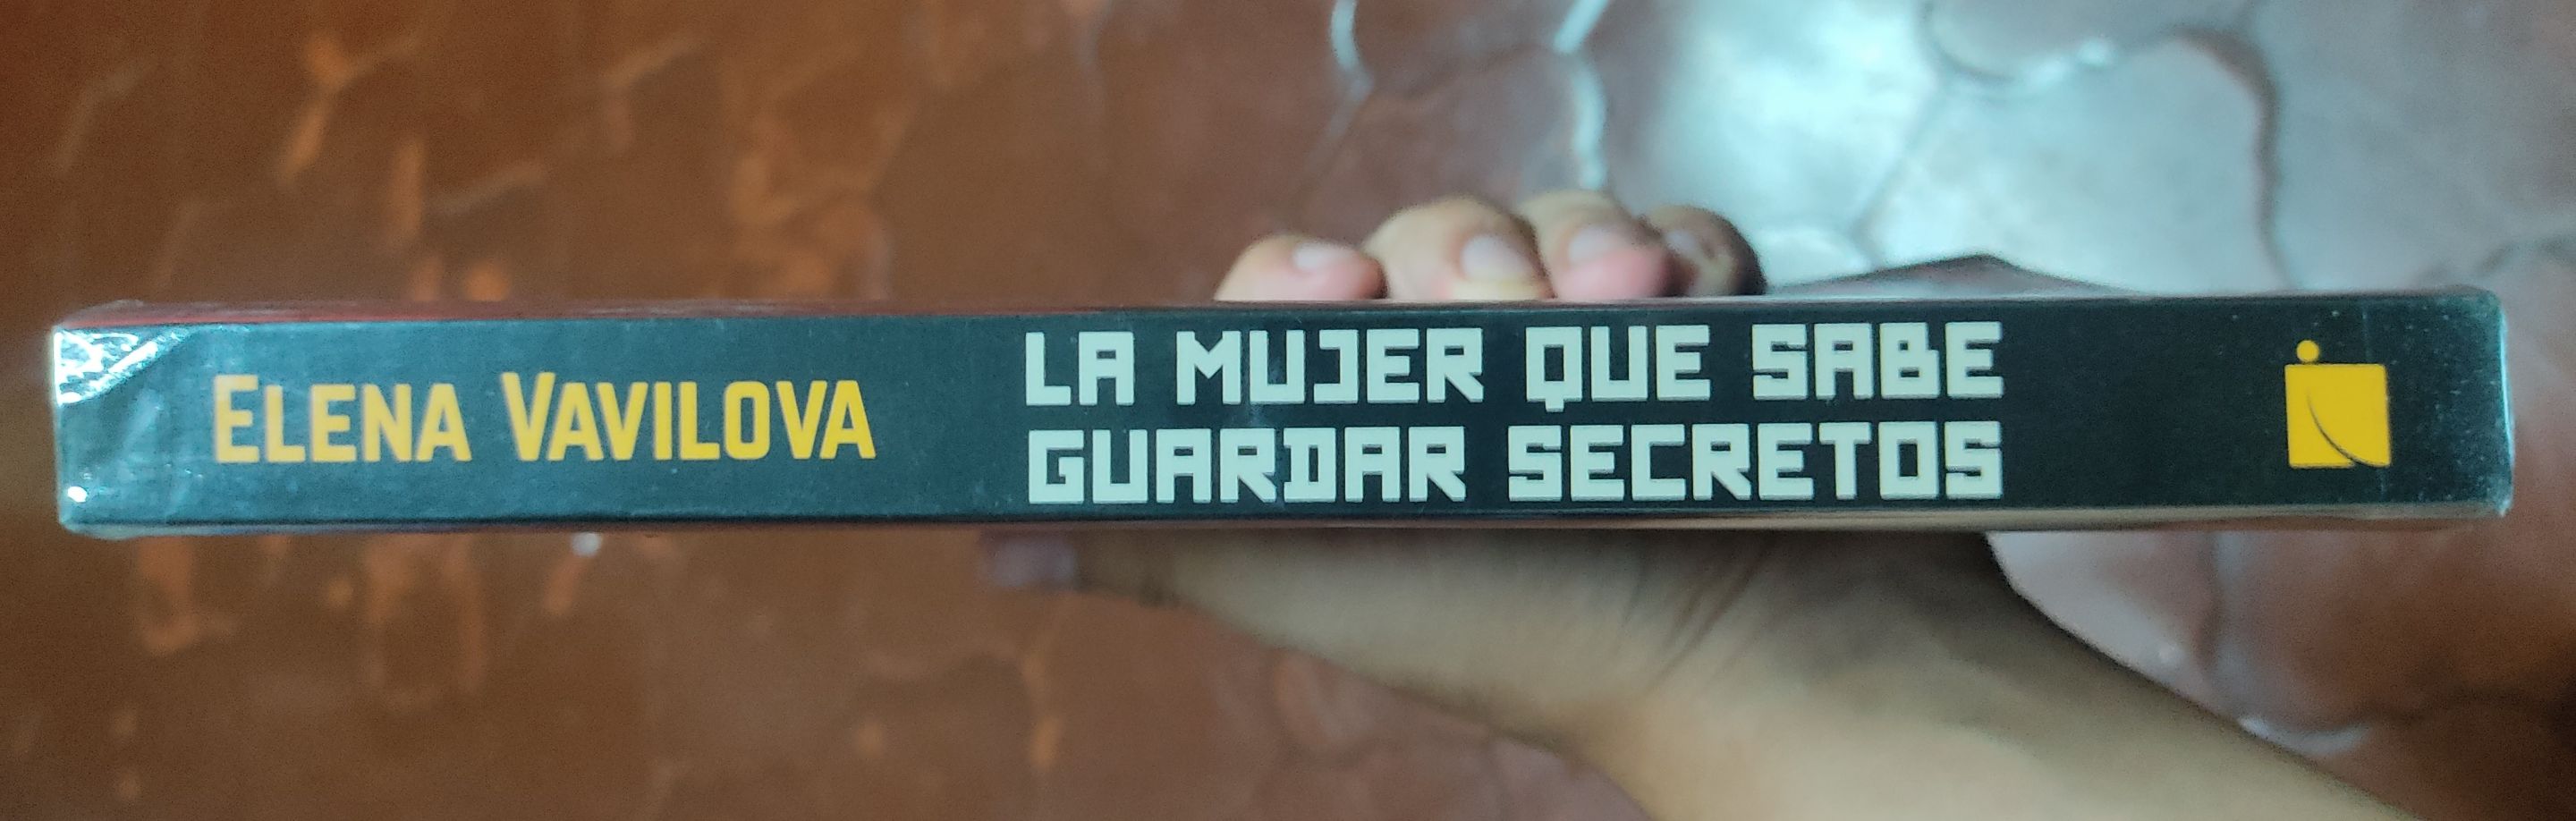 ELENA VAVILOVA
LA MUJER QUE SABE
GUARDAR SECRETOS